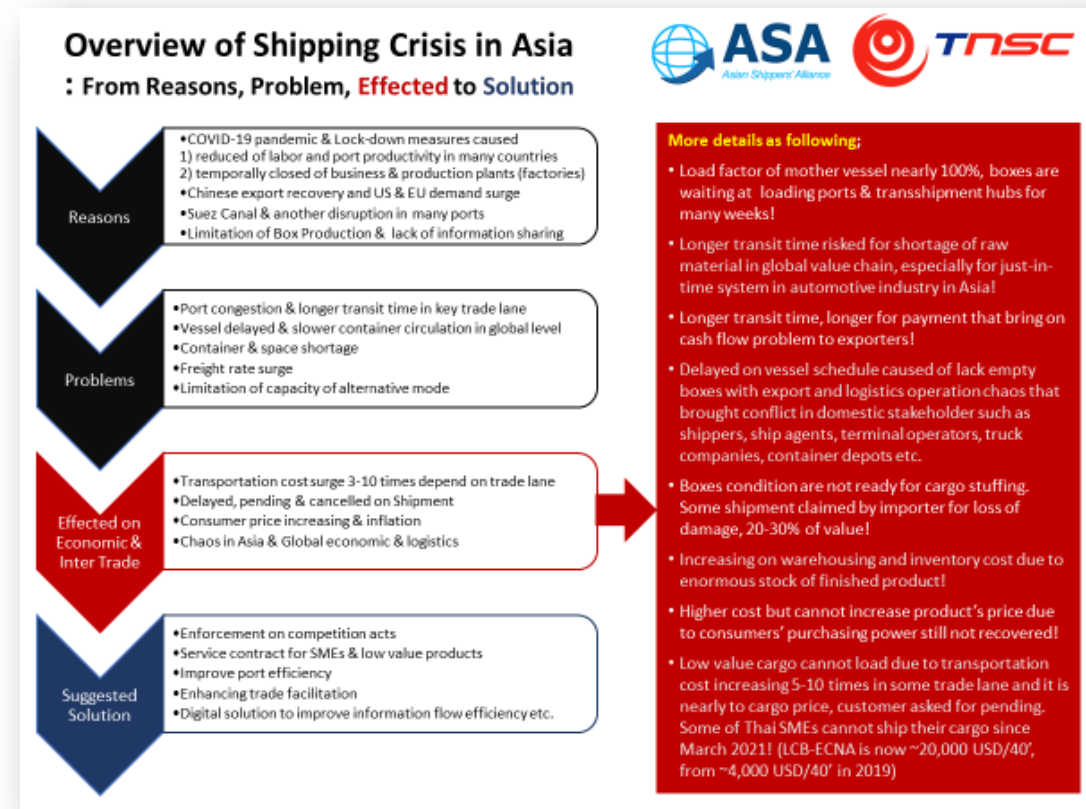 Overview of Shipping Crisis in Asia
: From Reasons, Problem, Effected to Solution
ASA
Asian Shippers' Alliance
TNSC
Reasons
•COVID-19 pandemic & Lock-down measures caused
1) reduced of labor and port productivity in many countries
2) temporally closed of business & production plants (factories)
•Chinese export recovery and US & EU demand surge
•Suez Canal & another disruption in many ports
•Limitation of Box Production & lack of information sharing
Problems
•Port congestion & longer transit time in key trade lane
•Vessel delayed & slower container circulation in global level
•Container & space shortage
•Freight rate surge
•Limitation of capacity of alternative mode
Effected on
Economic &
Inter Trade
•Transportation cost surge 3-10 times depend on trade lane
•Delayed, pending & cancelled on Shipment
•Consumer price increasing & inflation
•Chaos in Asia & Global economic & logistics
Suggested
Solution
•Enforcement on competition acts
•Service contract for SMEs & low value products
•Improve port efficiency
•Enhancing trade facilitation
•Digital solution to improve information flow efficiency etc.
More details as following;
• Load factor of mother vessel nearly 100%, boxes are
waiting at loading ports & transshipment hubs for
many weeks!
• Longer transit time risked for shortage of raw
material in global value chain, especially for just-in-
time system in automotive industry in Asia!
• Longer transit time, longer for payment that bring on
cash flow problem to exporters!
• Delayed on vessel schedule caused of lack empty
boxes with export and logistics operation chaos that
brought conflict in domestic stakeholder such as
shippers, ship agents, terminal operators, truck
companies, container depots etc.
• Boxes condition are not ready for cargo stuffing.
Some shipment claimed by importer for loss of
damage, 20-30% of value!
• Increasing on warehousing and inventory cost due to
enormous stock of finished product!
• Higher cost but cannot increase product's price due
to consumers' purchasing power still not recovered!
• Low value cargo cannot load due to transportation
cost increasing 5-10 times in some trade lane and it is
nearly to cargo price, customer asked for pending.
Some of Thai SMEs cannot ship their cargo since
March 2021! (LCB-ECNA is now ~20,000 USD/40',
from ~4,000 USD/40' in 2019)